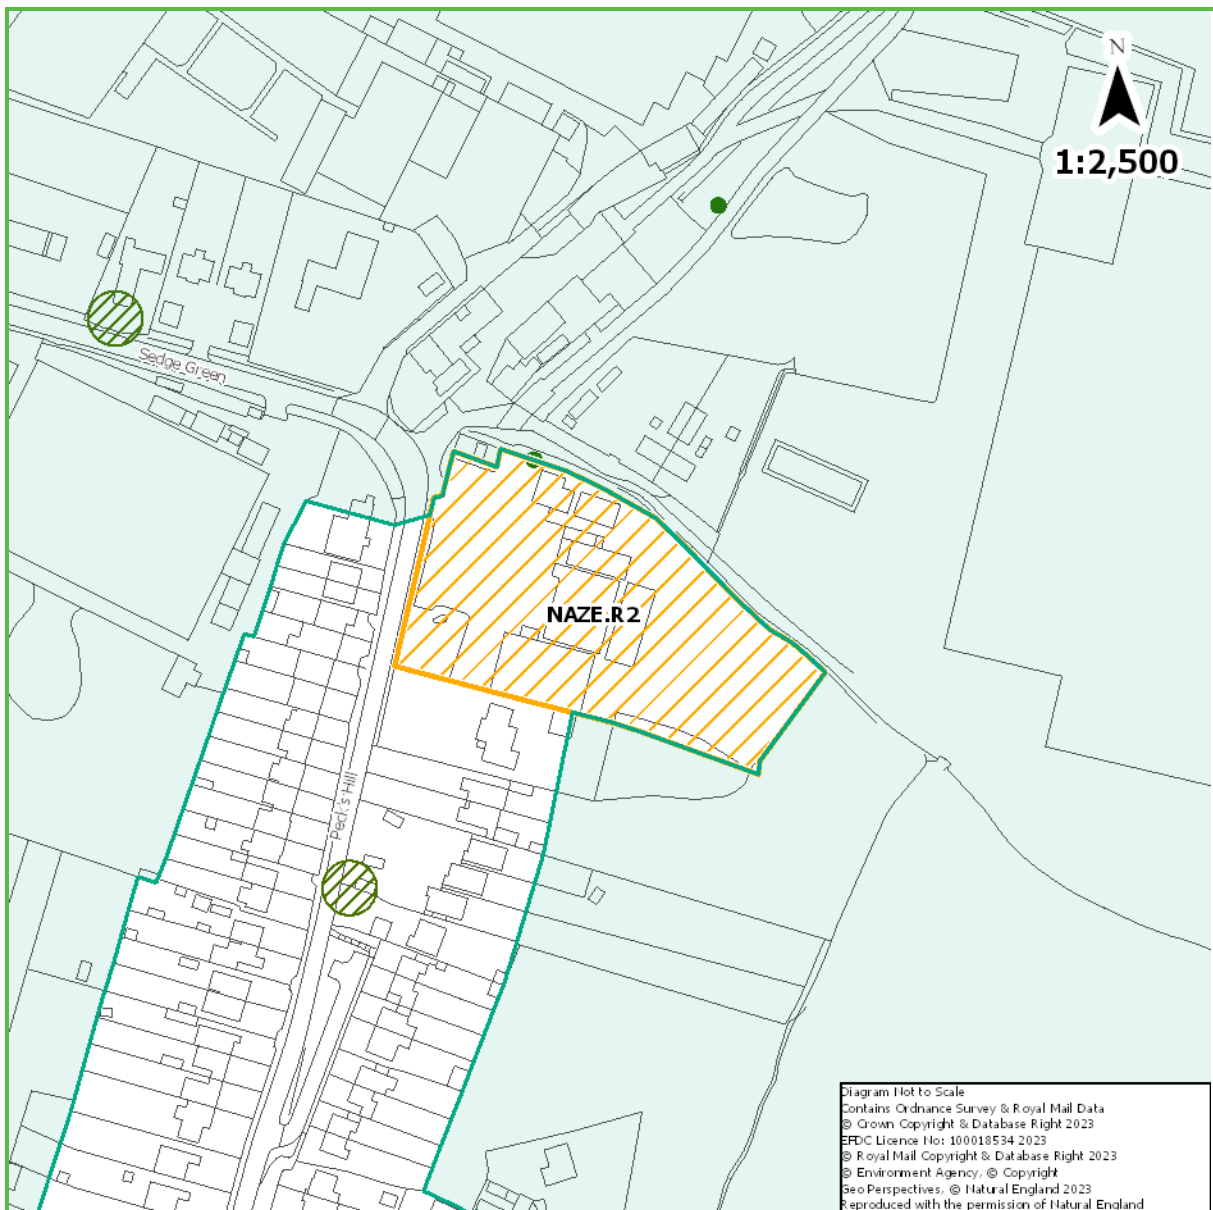 N
1:2,500
Sedge Green
NAZE.R2
Peck's Hill
Diagram Not to Scale
Contains Ordnance Survey & Royal Mail Data
© Crown Copyright & Database Right 2023
EFDC Licence No: 100018534 2023
© Royal Mail Copyright & Database Right 2023
© Environment Agency, © Copyright
Geo Perspectives, © Natural England 2023
Reproduced with the permission of Natural England